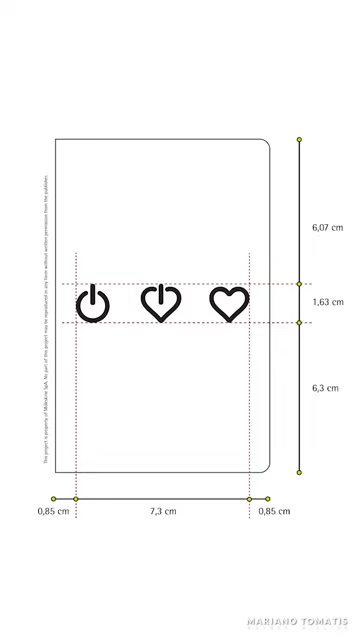 6,07 cm
This project is property of Moleskine SpA. No part of this project may be reproduced in any form without written permission from the publisher.
1,63 cm
6,3 cm
0,85 cm
7,3 cm
0,85 cm
MARIANO TOMATIS